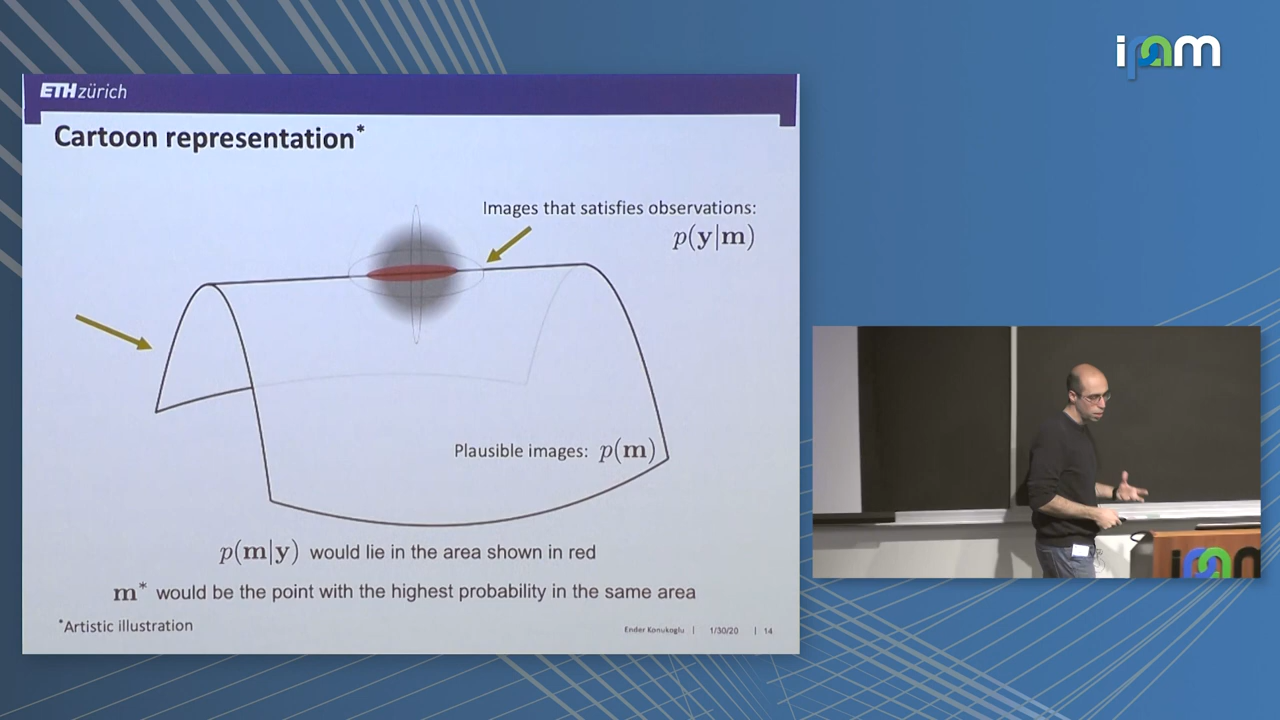 ipam
ETH zürich
Cartoon representation*
Images that satisfies observations:
p(y|m)
Plausible images: p(m)
p(m|y) would lie in the area shown in red
m* would be the point with the highest probability in the same area
*Artistic illustration
Ender Konukoglu | 1/30/20 | 14
ipam